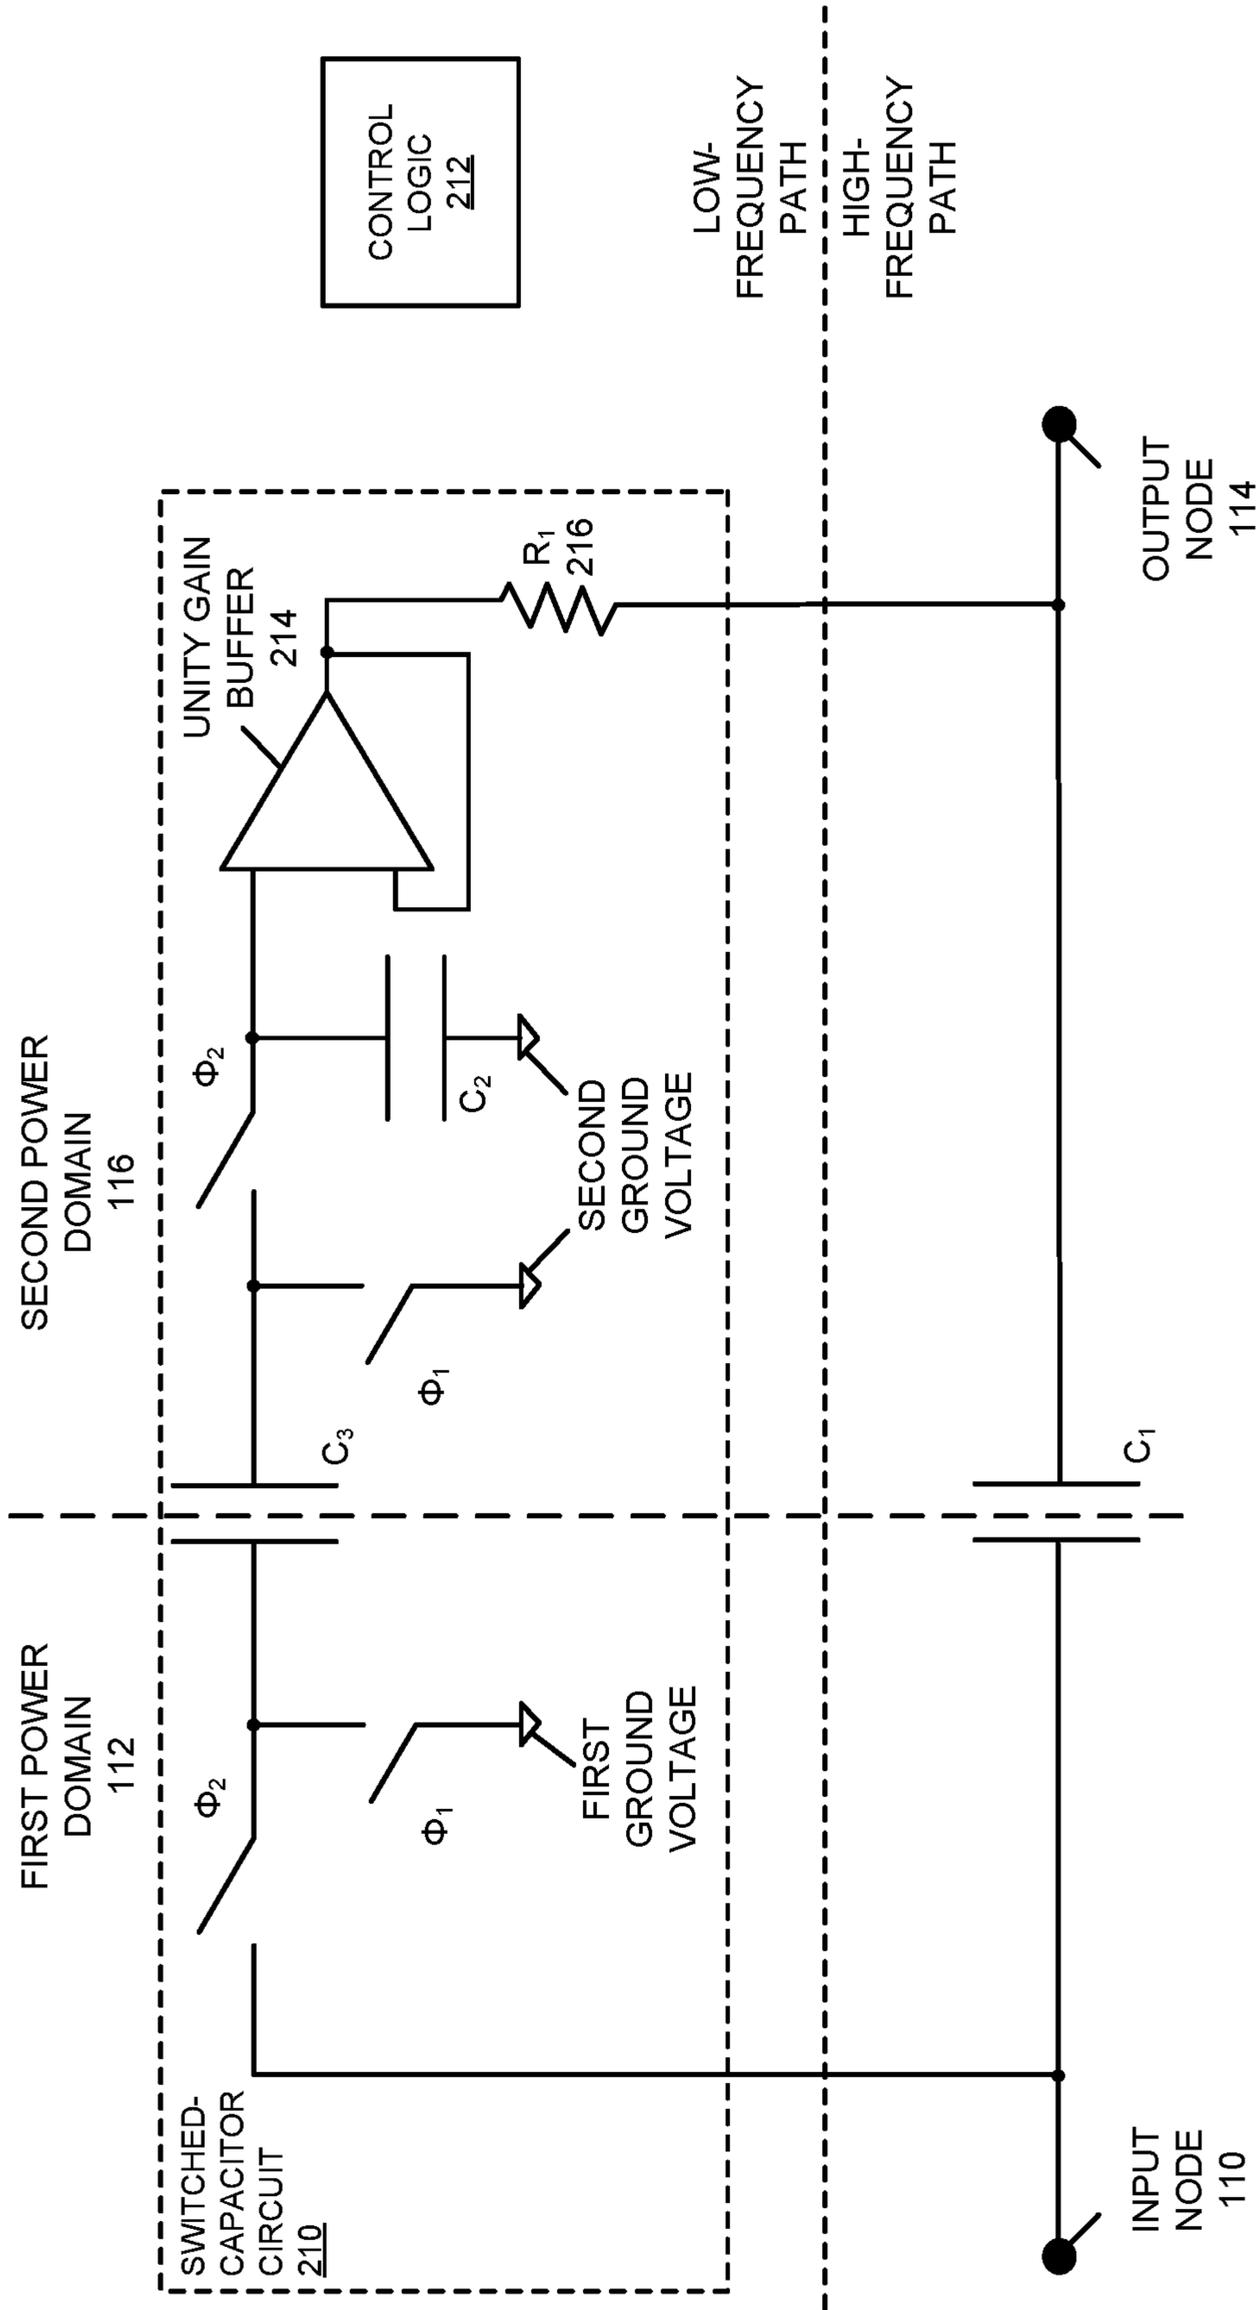 FIRST POWER
DOMAIN
112
SECOND POWER
DOMAIN
116
CONTROL
LOGIC
212
SWITCHED-
CAPACITOR
CIRCUIT
210
Φ₂
Φ₁
FIRST
GROUND
VOLTAGE
C₃
Φ₁
Φ₂
C₂
SECOND
GROUND
VOLTAGE
UNITY GAIN
BUFFER
214
R₁
216
LOW-
FREQUENCY
PATH
HIGH-
FREQUENCY
PATH
INPUT
NODE
110
C₁
OUTPUT
NODE
114